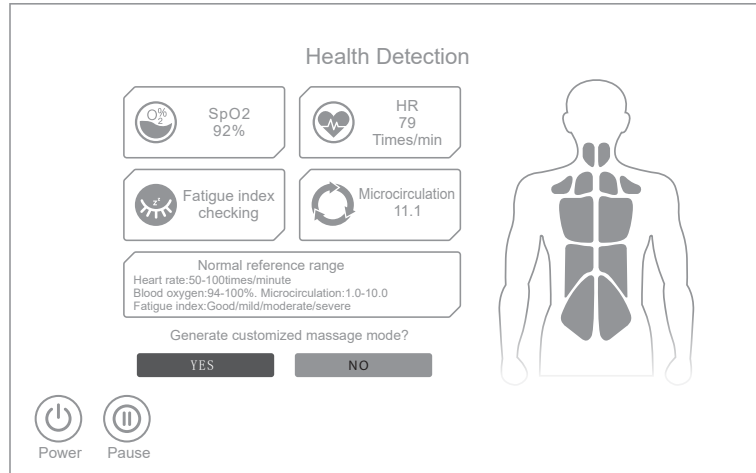 Health Detection
O₂%
SpO2
92%
HR
79
Times/min
zz
Fatigue index
checking
Microcirculation
11.1
Normal reference range
Heart rate:50-100times/minute
Blood oxygen:94-100%. Microcirculation:1.0-10.0
Fatigue index:Good/mild/moderate/severe
Generate customized massage mode?
YES
NO
Power
Pause